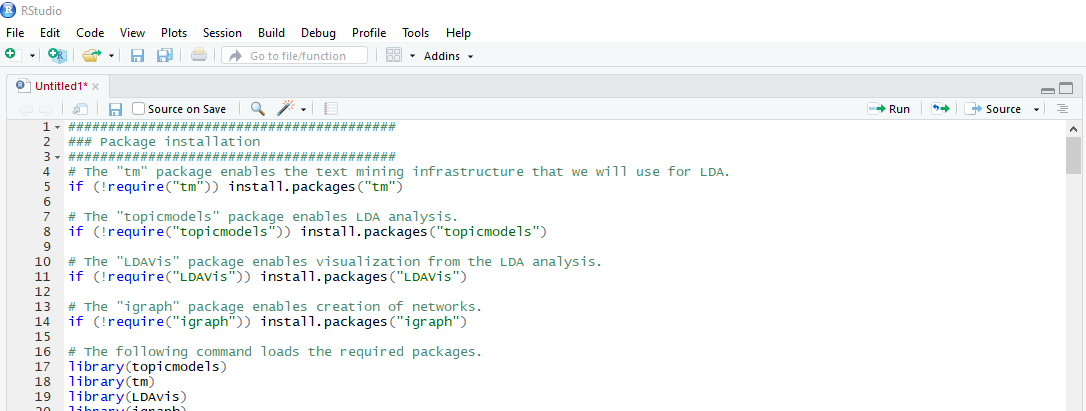 RStudio
File Edit Code View Plots Session Build Debug Profile Tools Help
Go to file/function Addins
Untitled1*
Source on Save Run Source
1 #########################################
2 ### Package installation
3 #########################################
4 # The "tm" package enables the text mining infrastructure that we will use for LDA.
5 if (!require("tm")) install.packages("tm")
6
7 # The "topicmodels" package enables LDA analysis.
8 if (!require("topicmodels")) install.packages("topicmodels")
9
10 # The "LDAVis" package enables visualization from the LDA analysis.
11 if (!require("LDAVis")) install.packages("LDAVis")
12
13 # The "igraph" package enables creation of networks.
14 if (!require("igraph")) install.packages("igraph")
15
16 # The following command loads the required packages.
17 library(topicmodels)
18 library(tm)
19 library(LDAvis)
20 library(igraph)